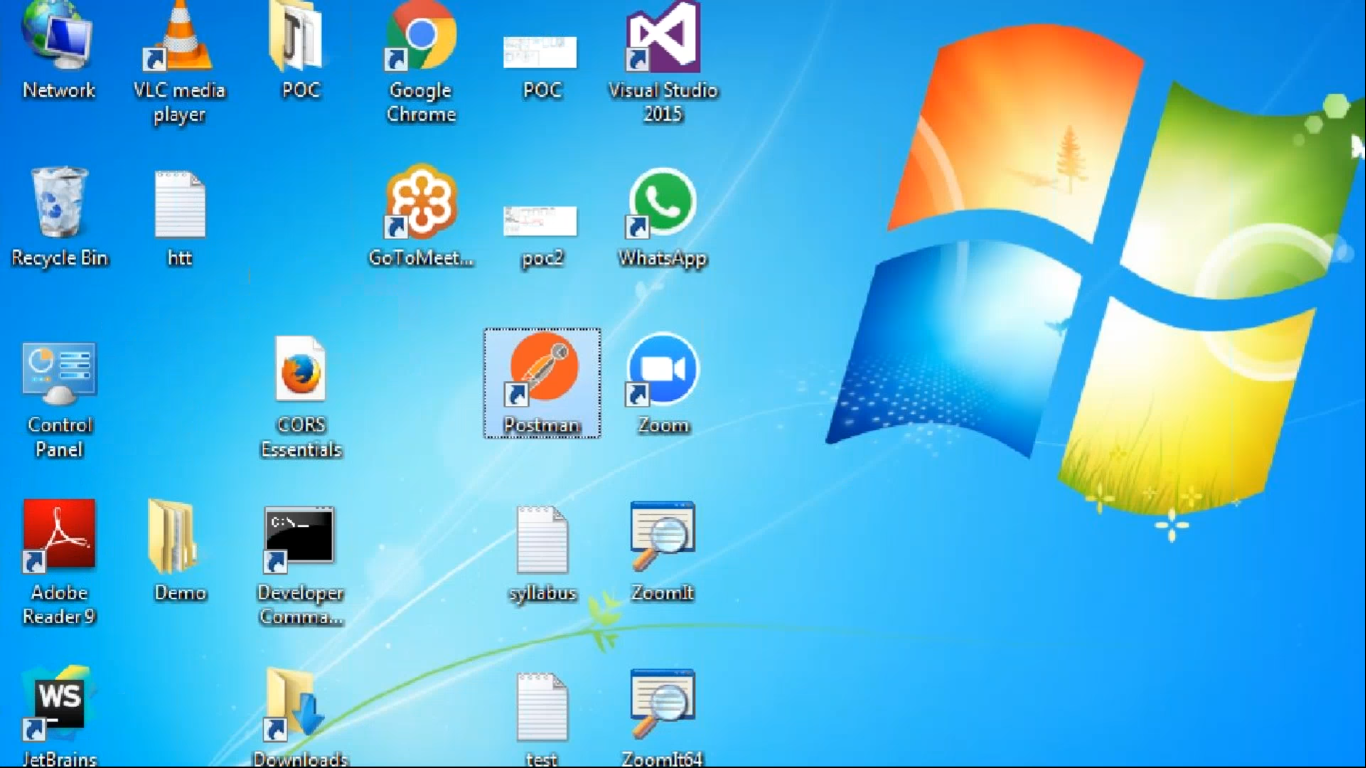 Network
VLC media
player
POC
Google
Chrome
POC
Visual Studio
2015
Recycle Bin
htt
GoToMeet...
poc2
WhatsApp
Control
Panel
CORS
Essentials
Postman
Zoom
Adobe
Reader 9
Demo
C:\>_
Developer
Comma...
syllabus
ZoomIt
WS
JetBrains
Downloads
test
ZoomIt64